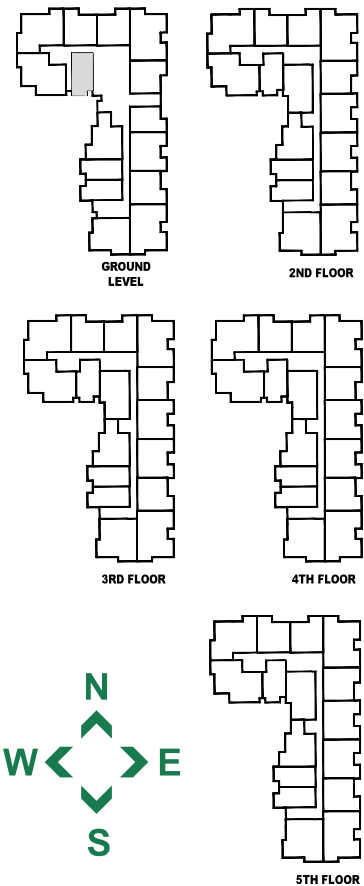 GROUND
LEVEL
2ND FLOOR
3RD FLOOR
4TH FLOOR
N
W E
S
5TH FLOOR